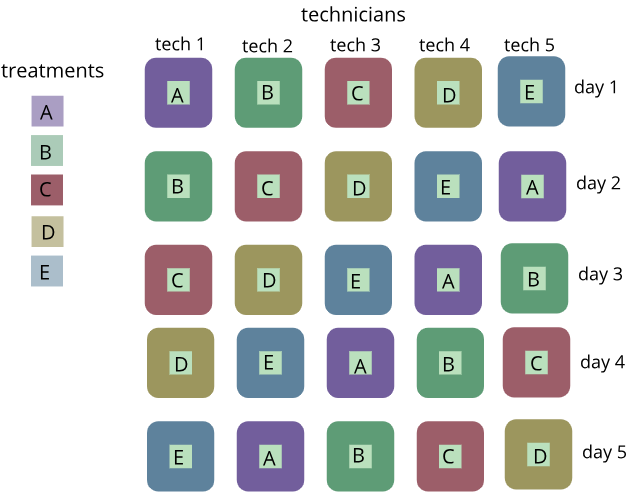 technicians
tech 1 tech 2 tech 3 tech 4 tech 5
treatments
A B C D E day 1
A
B
B C D E A day 2
C
D
C D E A B day 3
E
D E A B C day 4
E A B C D day 5